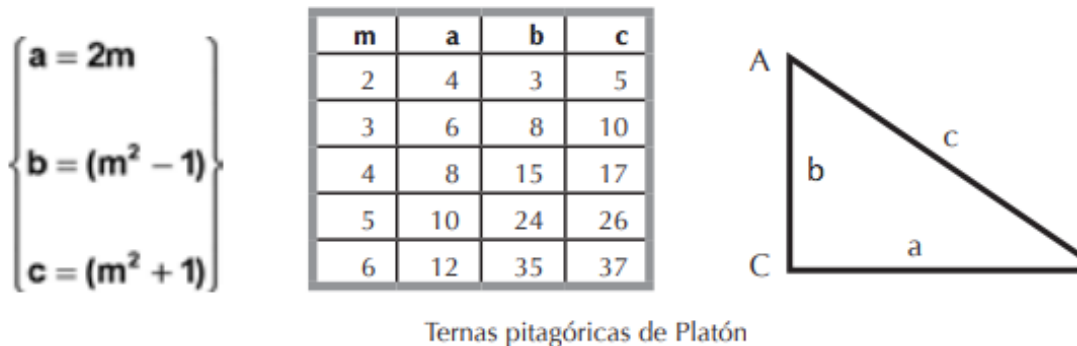 a = 2m
b = (m² − 1)
c = (m² + 1)
m a b c
2 4 3 5
3 6 8 10
4 8 15 17
5 10 24 26
6 12 35 37
A
c
b
a
C
Ternas pitagóricas de Platón